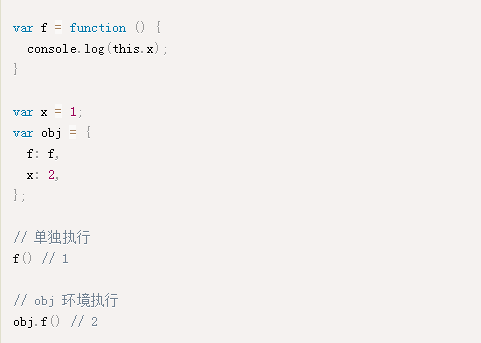 var f = function () {
  console.log(this.x);
}

var x = 1;
var obj = {
  f: f,
  x: 2,
};

// 单独执行
f() // 1

// obj 环境执行
obj.f() // 2